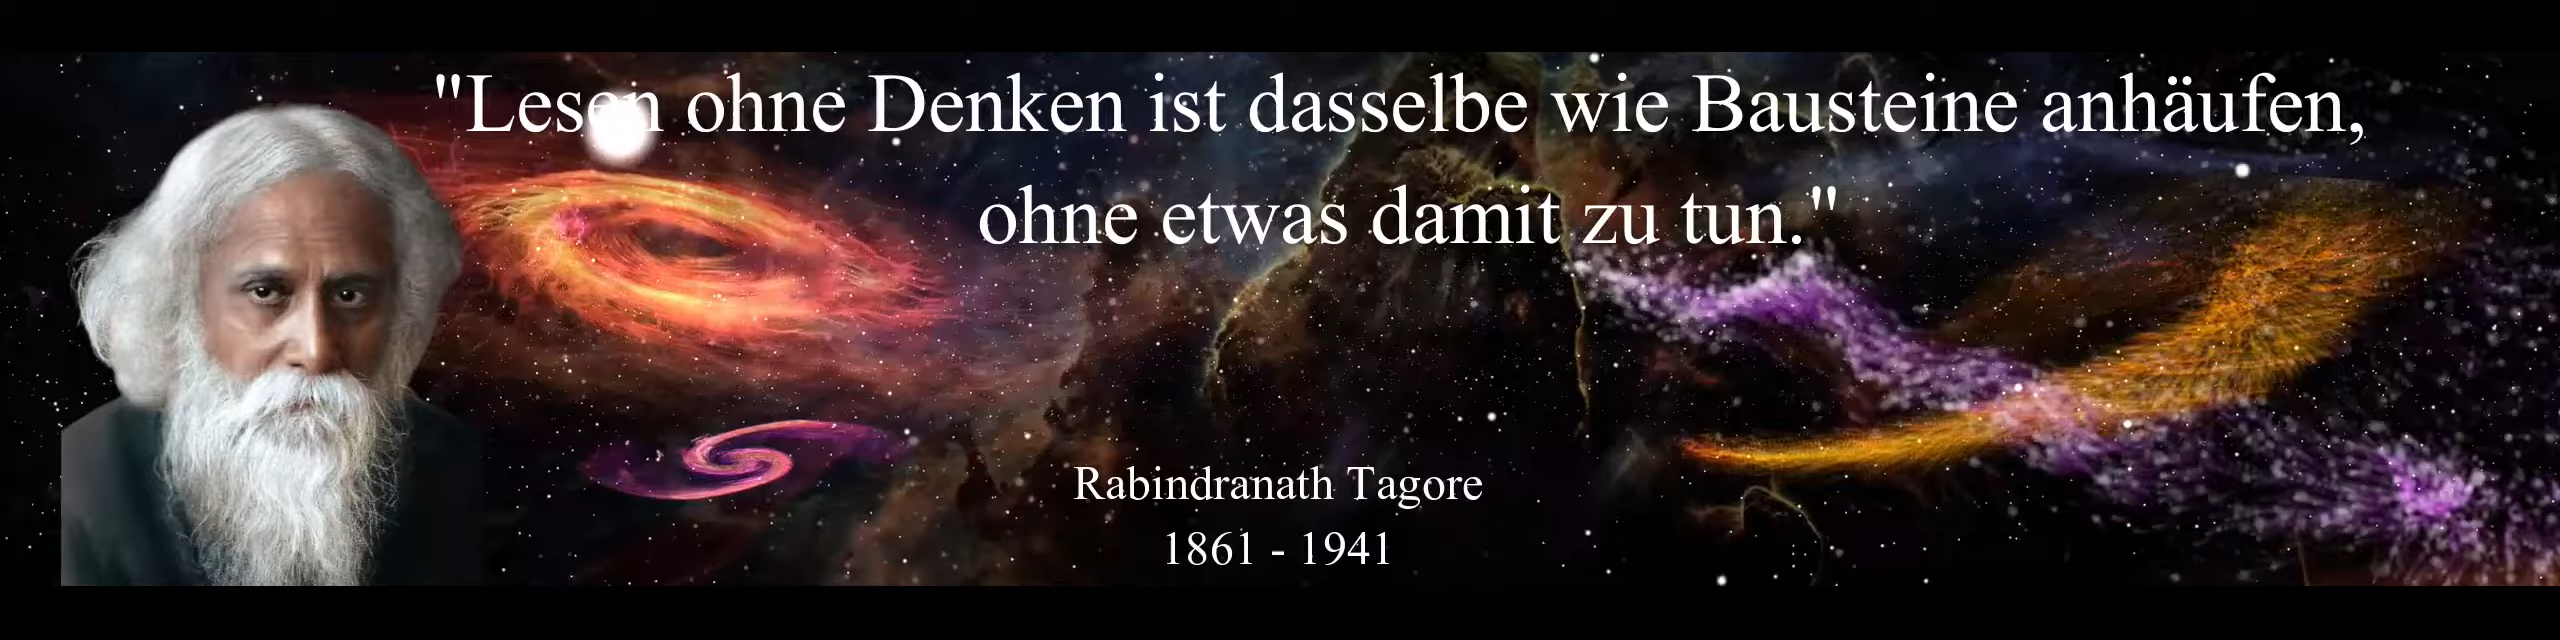 "Lesen ohne Denken ist dasselbe wie Bausteine anhäufen,
ohne etwas damit zu tun."
Rabindranath Tagore
1861 - 1941